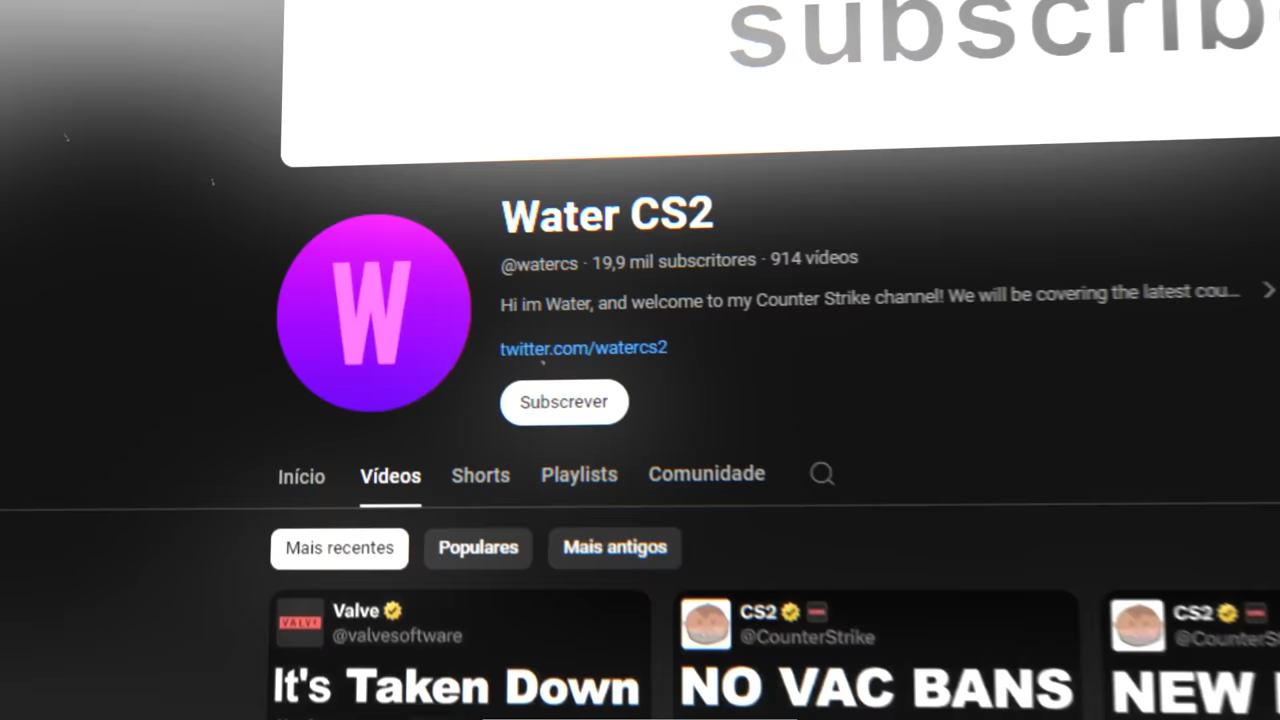 subscrib
Water CS2
@watercs · 19,9 mil subscritores · 914 vídeos
Hi im Water, and welcome to my Counter Strike channel! We will be covering the latest cou...
twitter.com/watercs2
Subscrever
Início Vídeos Shorts Playlists Comunidade
Mais recentes Populares Mais antigos
W
Valve
@valvesoftware
VALVE
It's Taken Down
CS2
@CounterStrike
NO VAC BANS
CS2
@CounterS
NEW